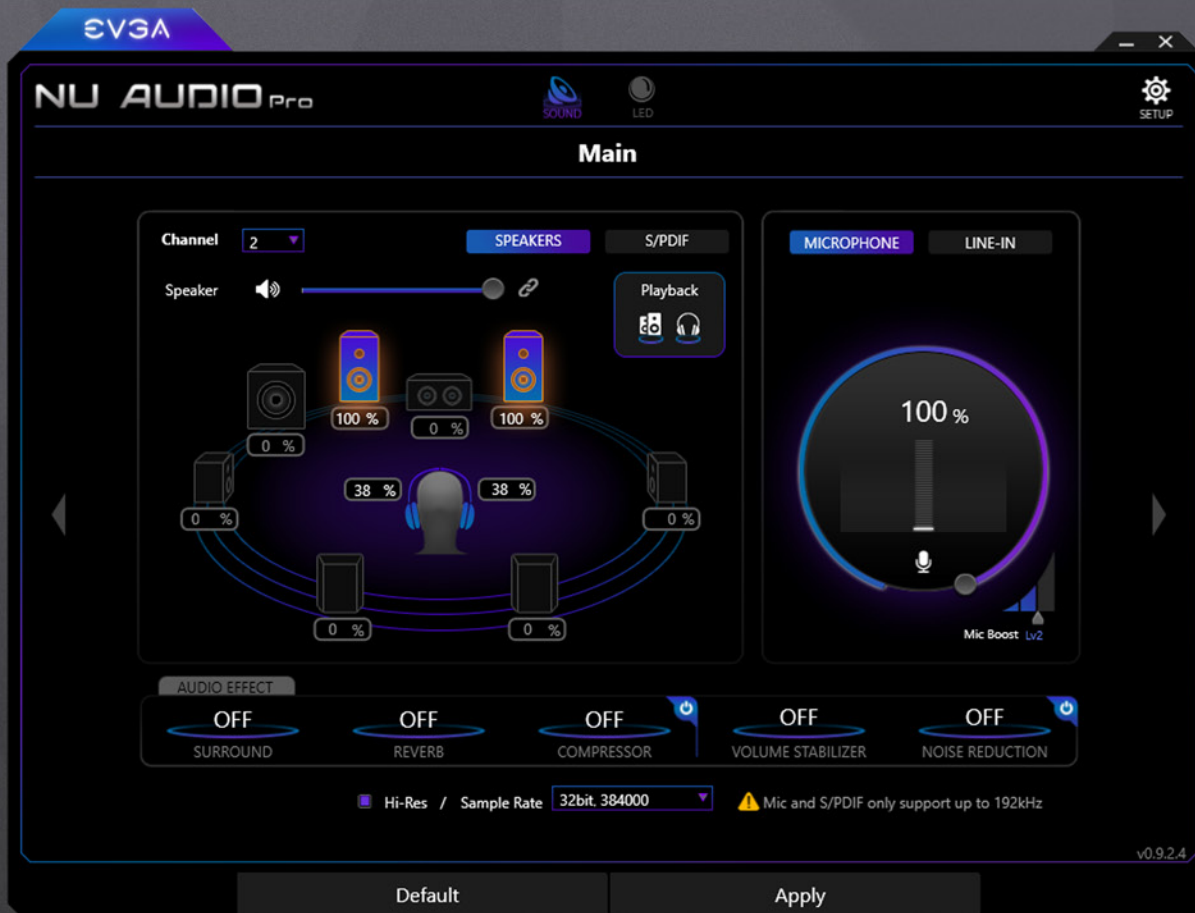 EVGA
NU AUDIO Pro
SOUND
LED
SETUP
Main
Channel 2 SPEAKERS S/PDIF
Speaker
Playback
100 %
100 %
0 %
0 %
38 %
38 %
0 %
0 %
0 %
0 %
MICROPHONE LINE-IN
100 %
Mic Boost Lv2
AUDIO EFFECT
OFF OFF OFF OFF OFF
SURROUND REVERB COMPRESSOR VOLUME STABILIZER NOISE REDUCTION
Hi-Res / Sample Rate 32bit, 384000 Mic and S/PDIF only support up to 192kHz
v0.9.2.4
Default Apply